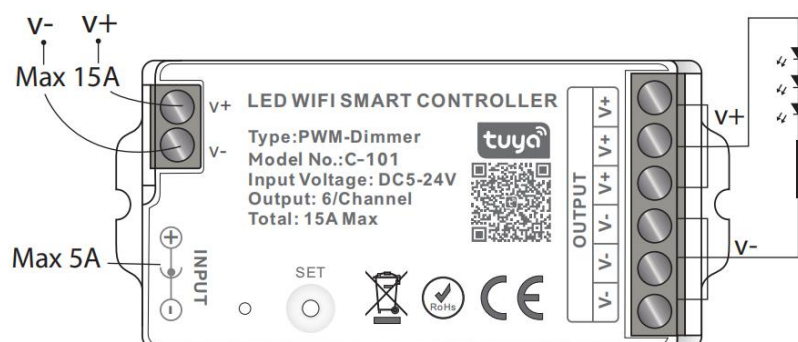 V- V+
Max 15A
V+
V-
LED WIFI SMART CONTROLLER
Type:PWM-Dimmer
Model No.:C-101
Input Voltage: DC5-24V
Output: 6/Channel
Total: 15A Max
tuya
OUTPUT
V+
V+
V+
V-
V-
V-
V+
V-
Max 5A
INPUT
SET
RoHs
CE